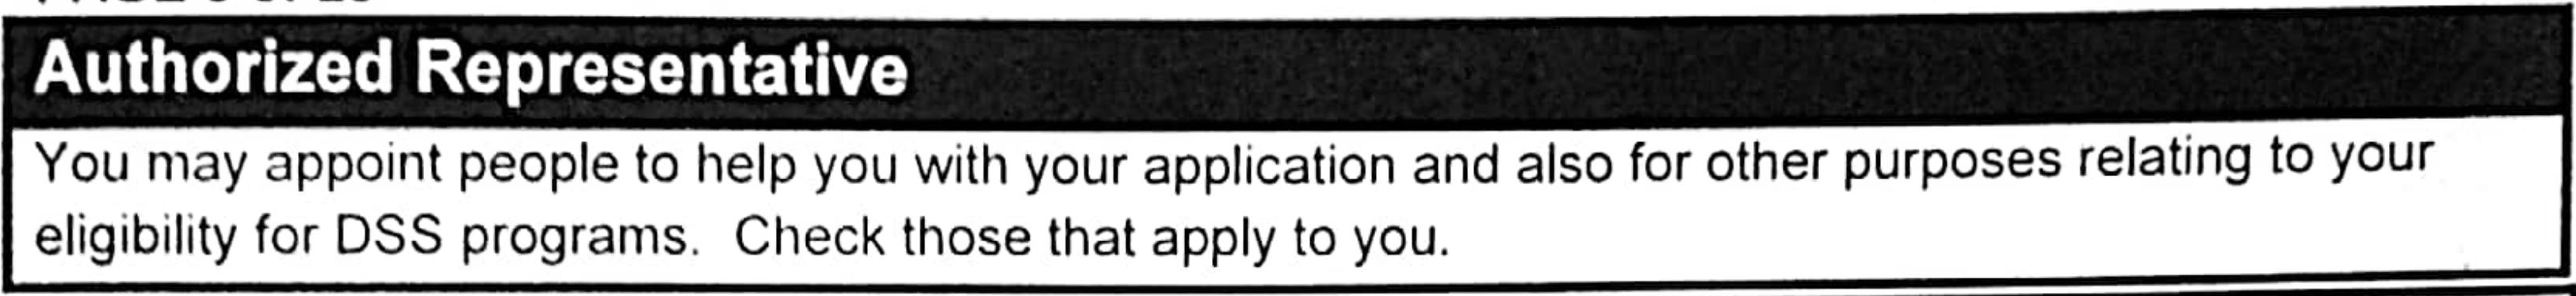 Authorized Representative
You may appoint people to help you with your application and also for other purposes relating to your
eligibility for DSS programs. Check those that apply to you.